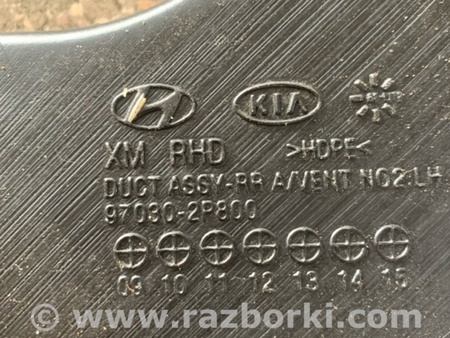 KIA
XM RHD >HDPE<
DUCT ASSY-RR A/VENT NO2 LH
97030-2P800
09 10 11 12 13 14 15
© www.razborki.com